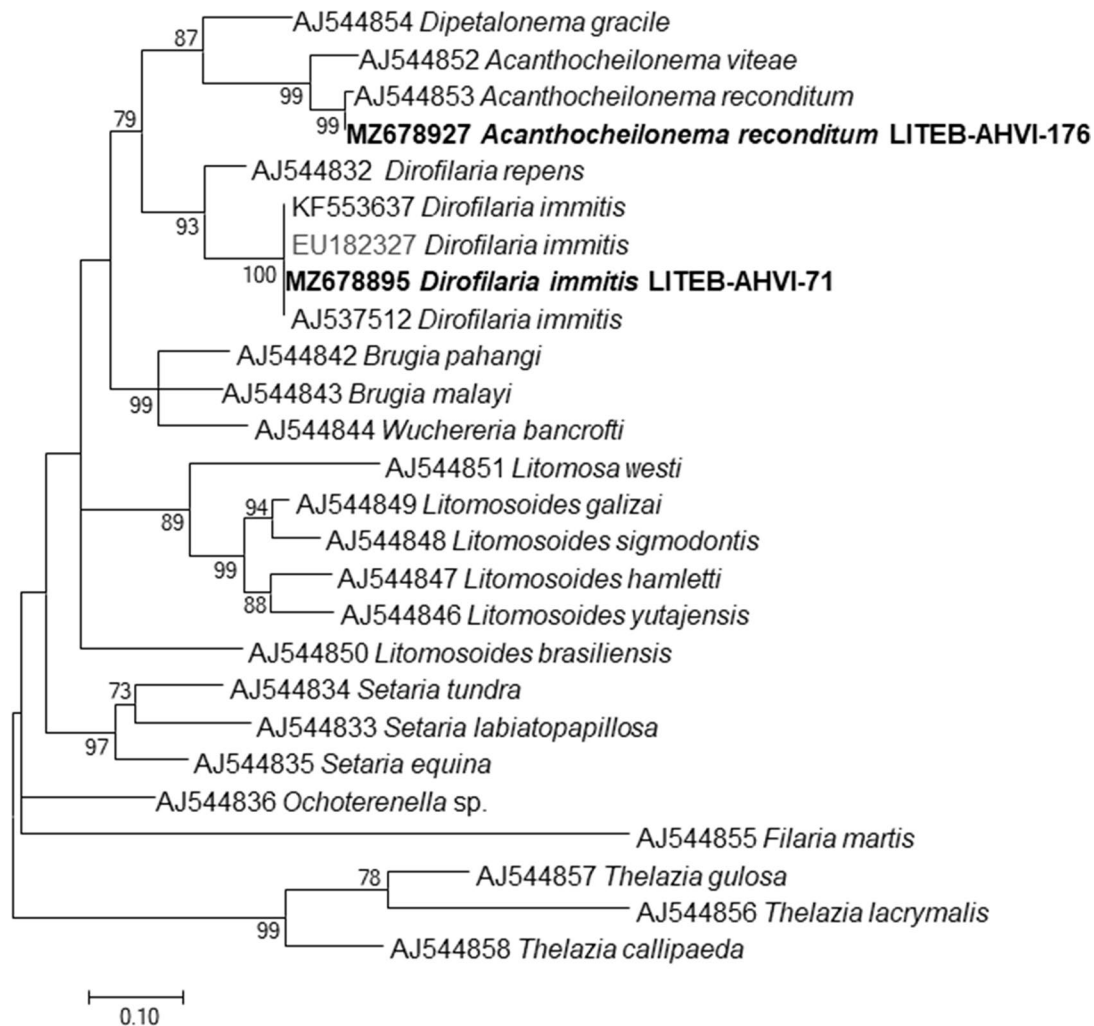 AJ544854 Dipetalonema gracile
87
AJ544852 Acanthocheilonema viteae
99
AJ544853 Acanthocheilonema reconditum
99
MZ678927 Acanthocheilonema reconditum LITEB-AHVI-176
79
AJ544832 Dirofilaria repens
93
KF553637 Dirofilaria immitis
EU182327 Dirofilaria immitis
100
MZ678895 Dirofilaria immitis LITEB-AHVI-71
AJ537512 Dirofilaria immitis
AJ544842 Brugia pahangi
AJ544843 Brugia malayi
99
AJ544844 Wuchereria bancrofti
AJ544851 Litomosa westi
89
94
AJ544849 Litomosoides galizai
AJ544848 Litomosoides sigmodontis
99
AJ544847 Litomosoides hamletti
88
AJ544846 Litomosoides yutajensis
AJ544850 Litomosoides brasiliensis
73
AJ544834 Setaria tundra
AJ544833 Setaria labiatopapillosa
97
AJ544835 Setaria equina
AJ544836 Ochoterenella sp.
AJ544855 Filaria martis
78
AJ544857 Thelazia gulosa
AJ544856 Thelazia lacrymalis
99
AJ544858 Thelazia callipaeda
0.10